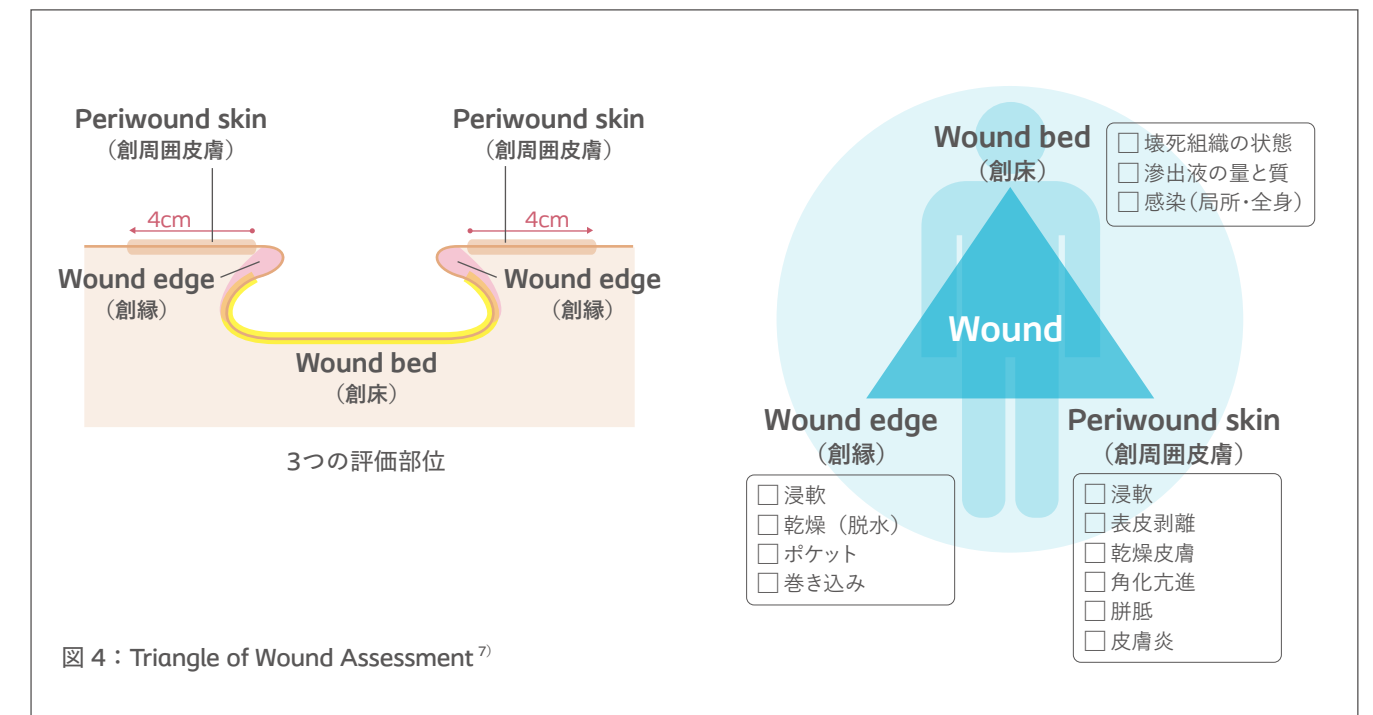 Periwound skin
（創周囲皮膚）
4cm
Periwound skin
（創周囲皮膚）
4cm
Wound edge
（創縁）
Wound edge
（創縁）
Wound bed
（創床）
3つの評価部位
Wound bed
（創床）
□ 壊死組織の状態
□ 滲出液の量と質
□ 感染（局所・全身）
Wound
Wound edge
（創縁）
□ 浸軟
□ 乾燥（脱水）
□ ポケット
□ 巻き込み
Periwound skin
（創周囲皮膚）
□ 浸軟
□ 表皮剥離
□ 乾燥皮膚
□ 角化亢進
□ 胼胝
□ 皮膚炎
図 4：Triangle of Wound Assessment 7)